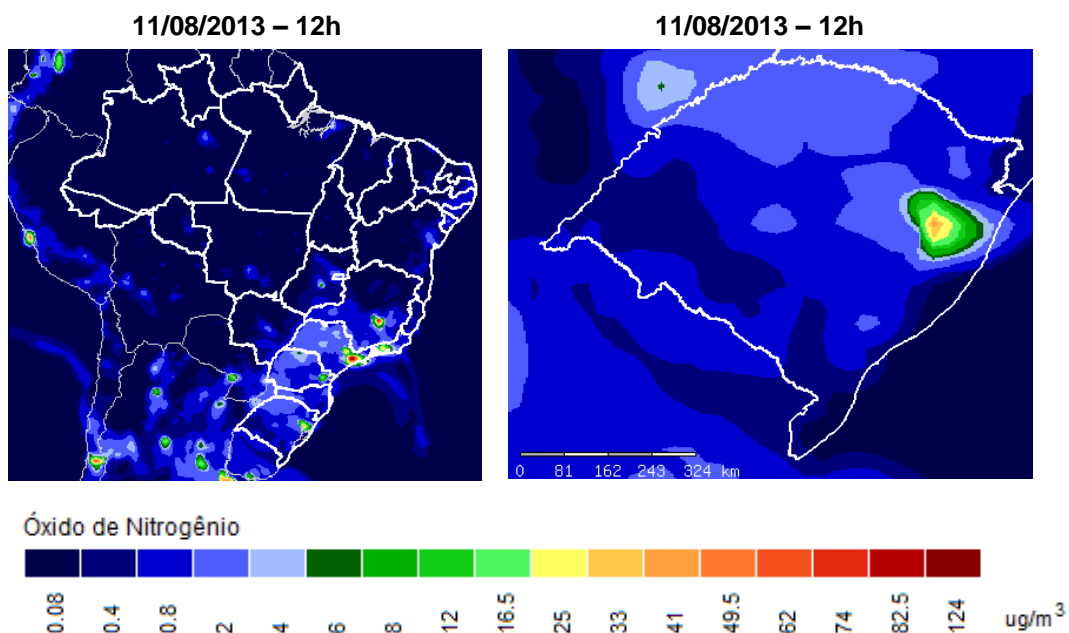 11/08/2013 – 12h
11/08/2013 – 12h
0 81 162 243 324 km
Óxido de Nitrogênio
0.08 0.4 0.8 2 4 6 8 12 16.5 25 33 41 49.5 62 74 82.5 124 ug/m³